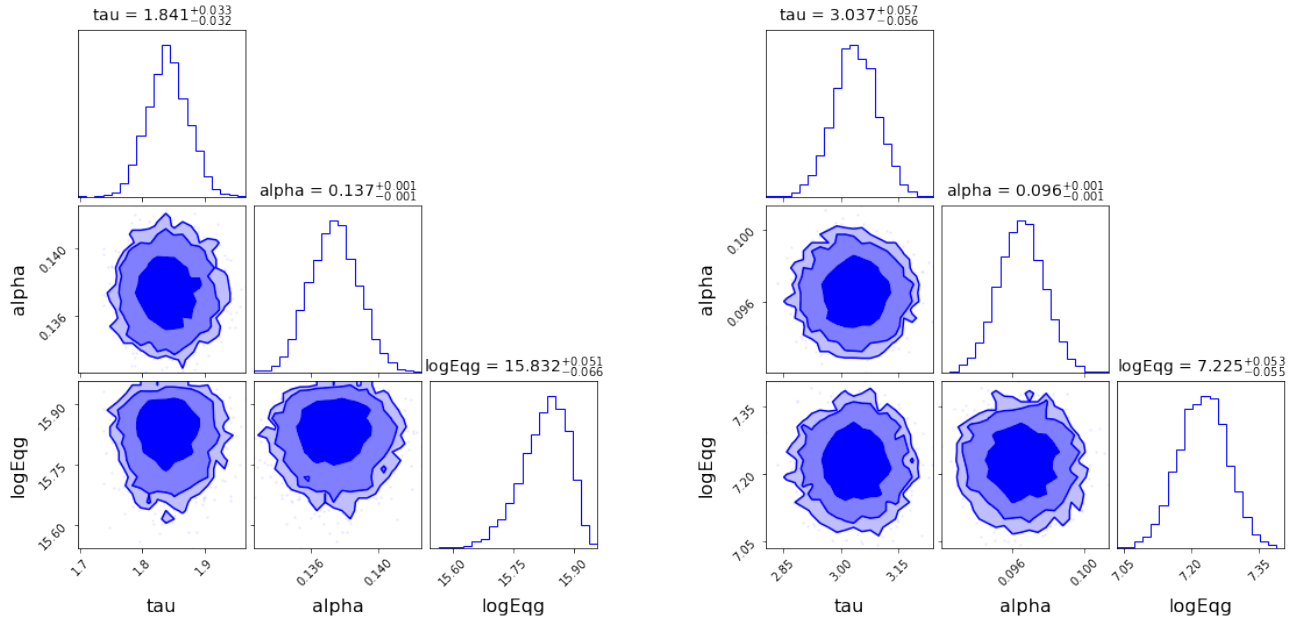 tau = 1.841+0.033−0.032
alpha = 0.137+0.001−0.001
logEqg = 15.832+0.051−0.066
alpha
0.140
0.136
logEqg
15.90
15.75
15.60
1.7 1.8 1.9
0.136 0.140
15.60 15.75 15.90
tau alpha logEqg
tau = 3.037+0.057−0.056
alpha = 0.096+0.001−0.001
logEqg = 7.225+0.053−0.055
alpha
0.100
0.096
logEqg
7.35
7.20
7.05
2.85 3.00 3.15
0.096 0.100
7.05 7.20 7.35
tau alpha logEqg